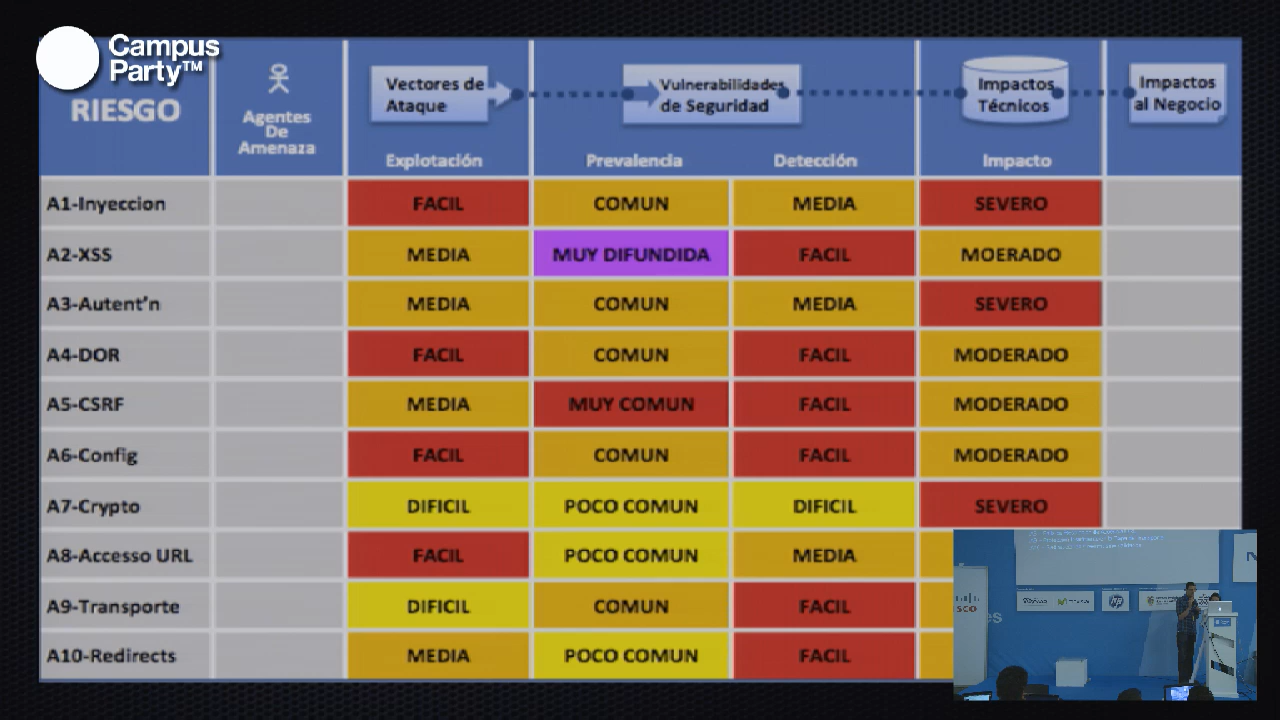 Campus
Party™
RIESGO
Agentes
De
Amenaza
Vectores de
Ataque
Explotación
Vulnerabilidades
de Seguridad
Prevalencia
Detección
Impactos
Técnicos
Impacto
Impactos
al Negocio
A1-Inyeccion FACIL COMUN MEDIA SEVERO
A2-XSS MEDIA MUY DIFUNDIDA FACIL MOERADO
A3-Autent'n MEDIA COMUN MEDIA SEVERO
A4-DOR FACIL COMUN FACIL MODERADO
A5-CSRF MEDIA MUY COMUN FACIL MODERADO
A6-Config FACIL COMUN FACIL MODERADO
A7-Crypto DIFICIL POCO COMUN DIFICIL SEVERO
A8-Accesso URL FACIL POCO COMUN MEDIA
A9-Transporte DIFICIL COMUN FACIL
A10-Redirects MEDIA POCO COMUN FACIL
hp